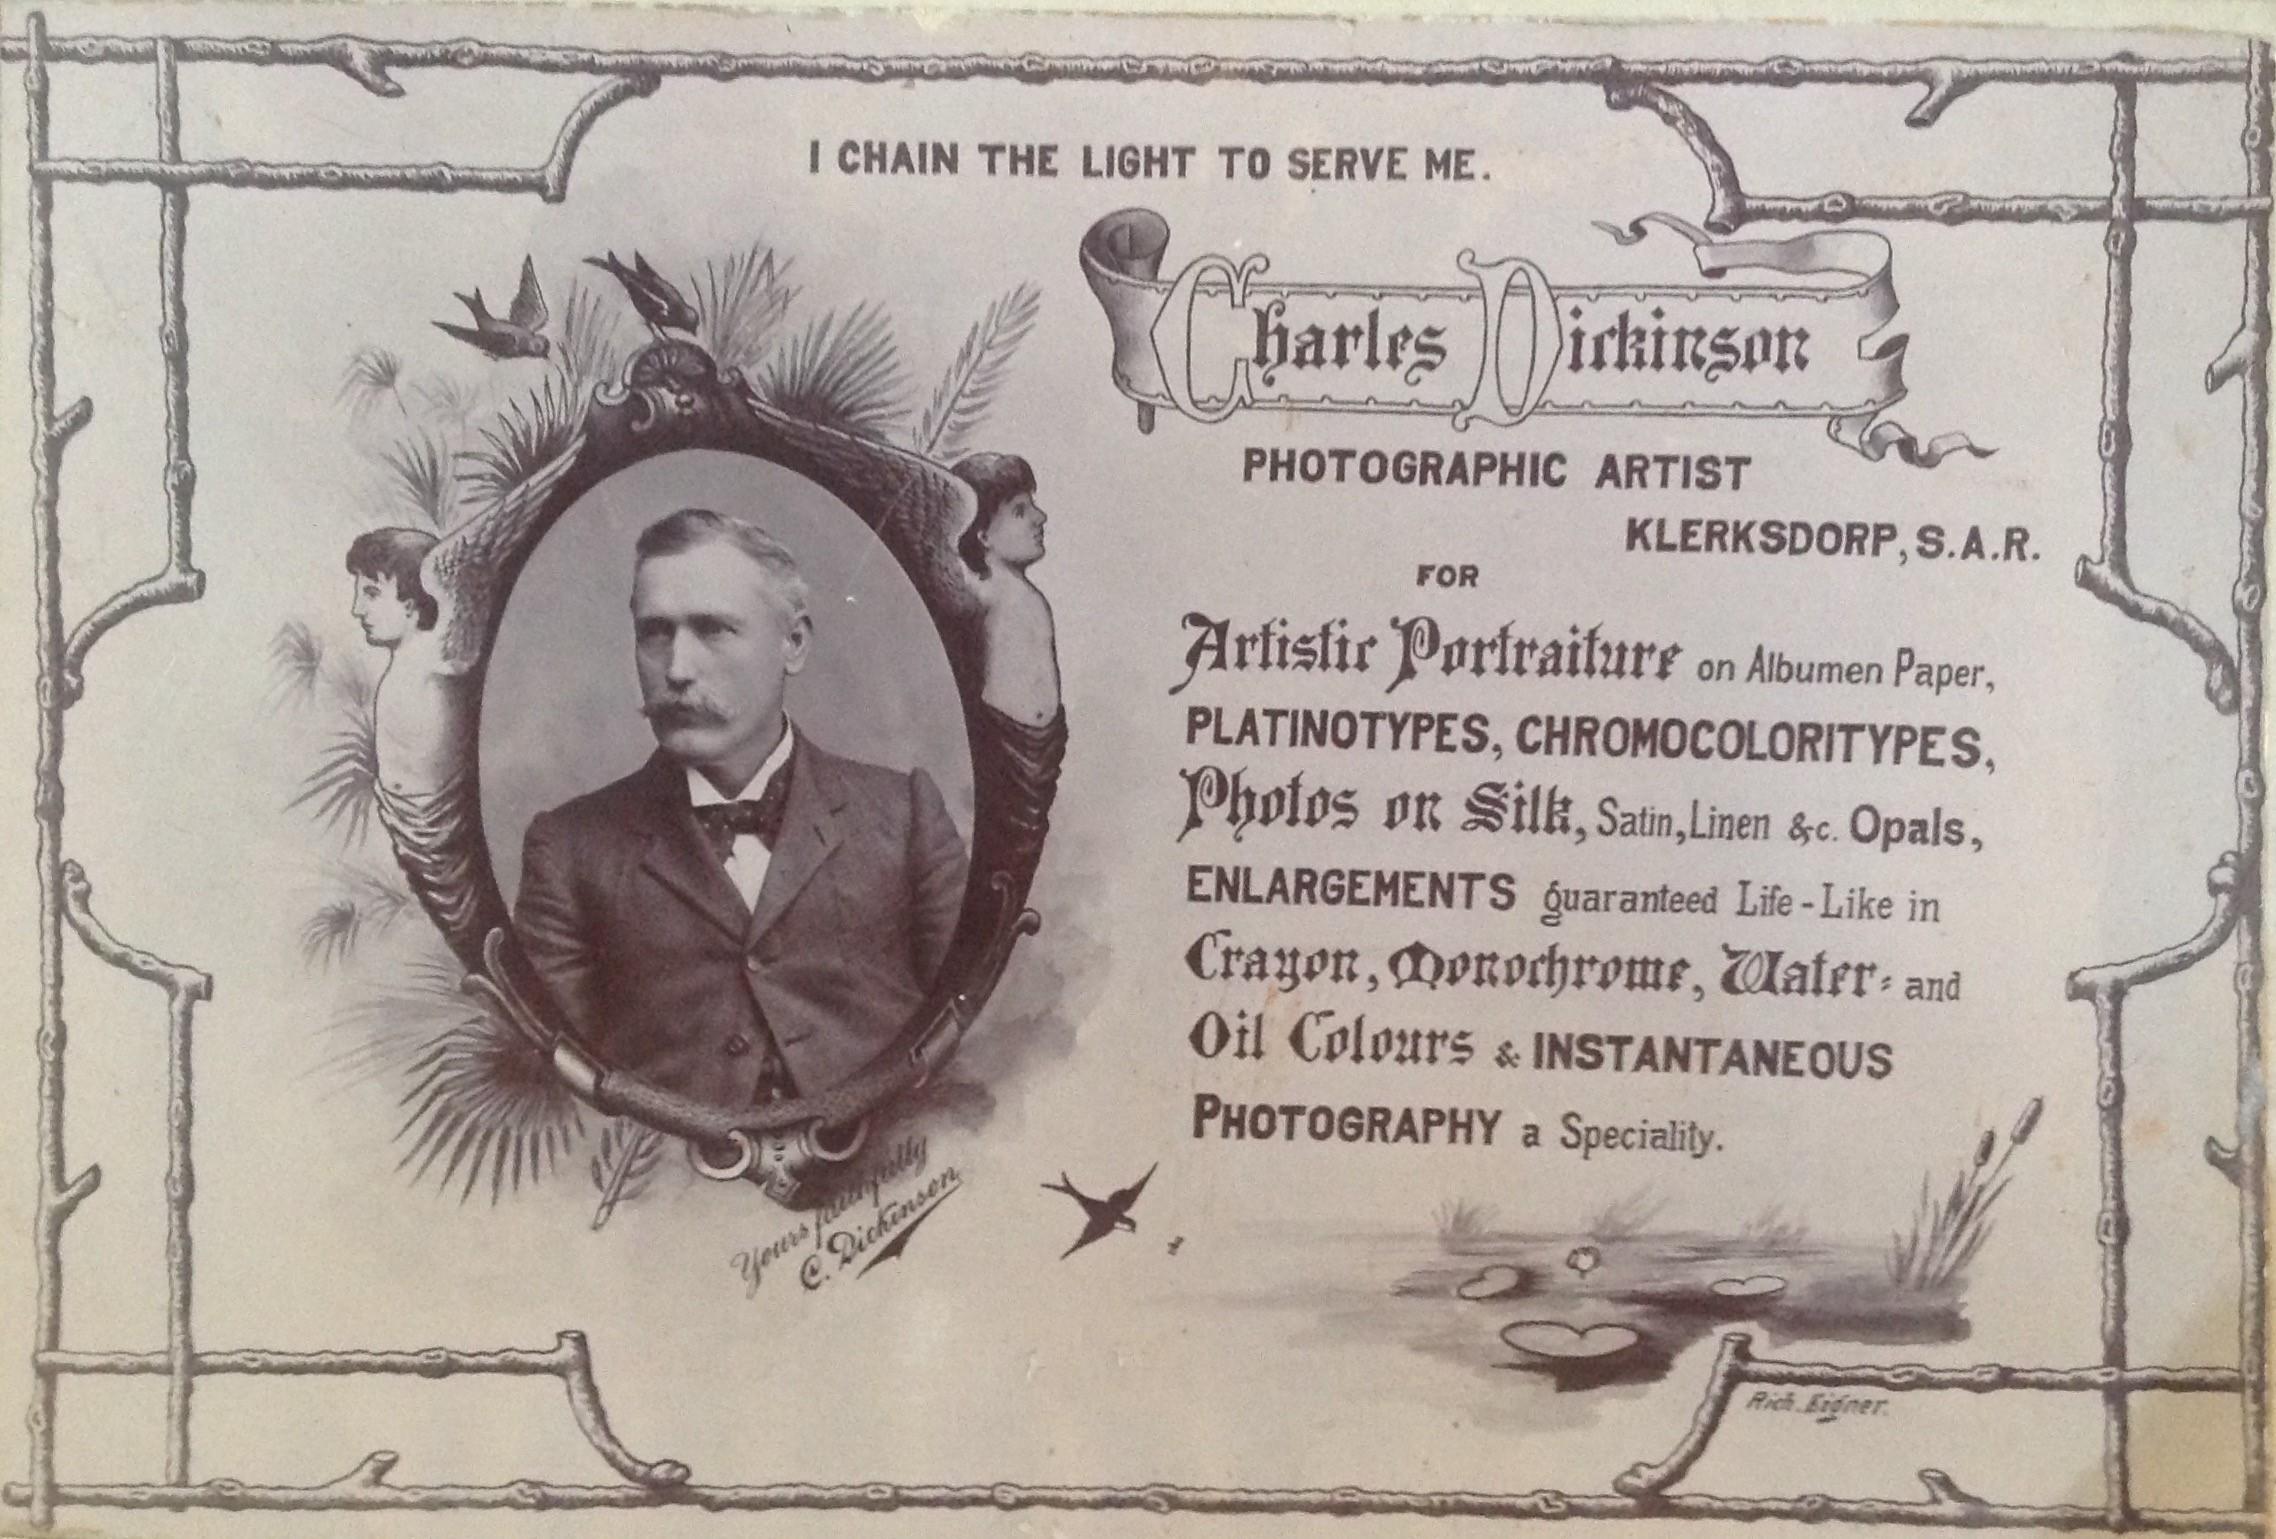 I CHAIN THE LIGHT TO SERVE ME.
Charles Dickinson
PHOTOGRAPHIC ARTIST
KLERKSDORP, S.A.R.
FOR
Artistic Portraiture on Albumen Paper,
PLATINOTYPES, CHROMOCOLORITYPES,
Photos on Silk, Satin, Linen &c. Opals,
ENLARGEMENTS guaranteed Life-Like in
Crayon, Monochrome, Water- and
Oil Colours & INSTANTANEOUS
PHOTOGRAPHY a Speciality.
Yours faithfully
C. Dickinson
Rich. Eigner.